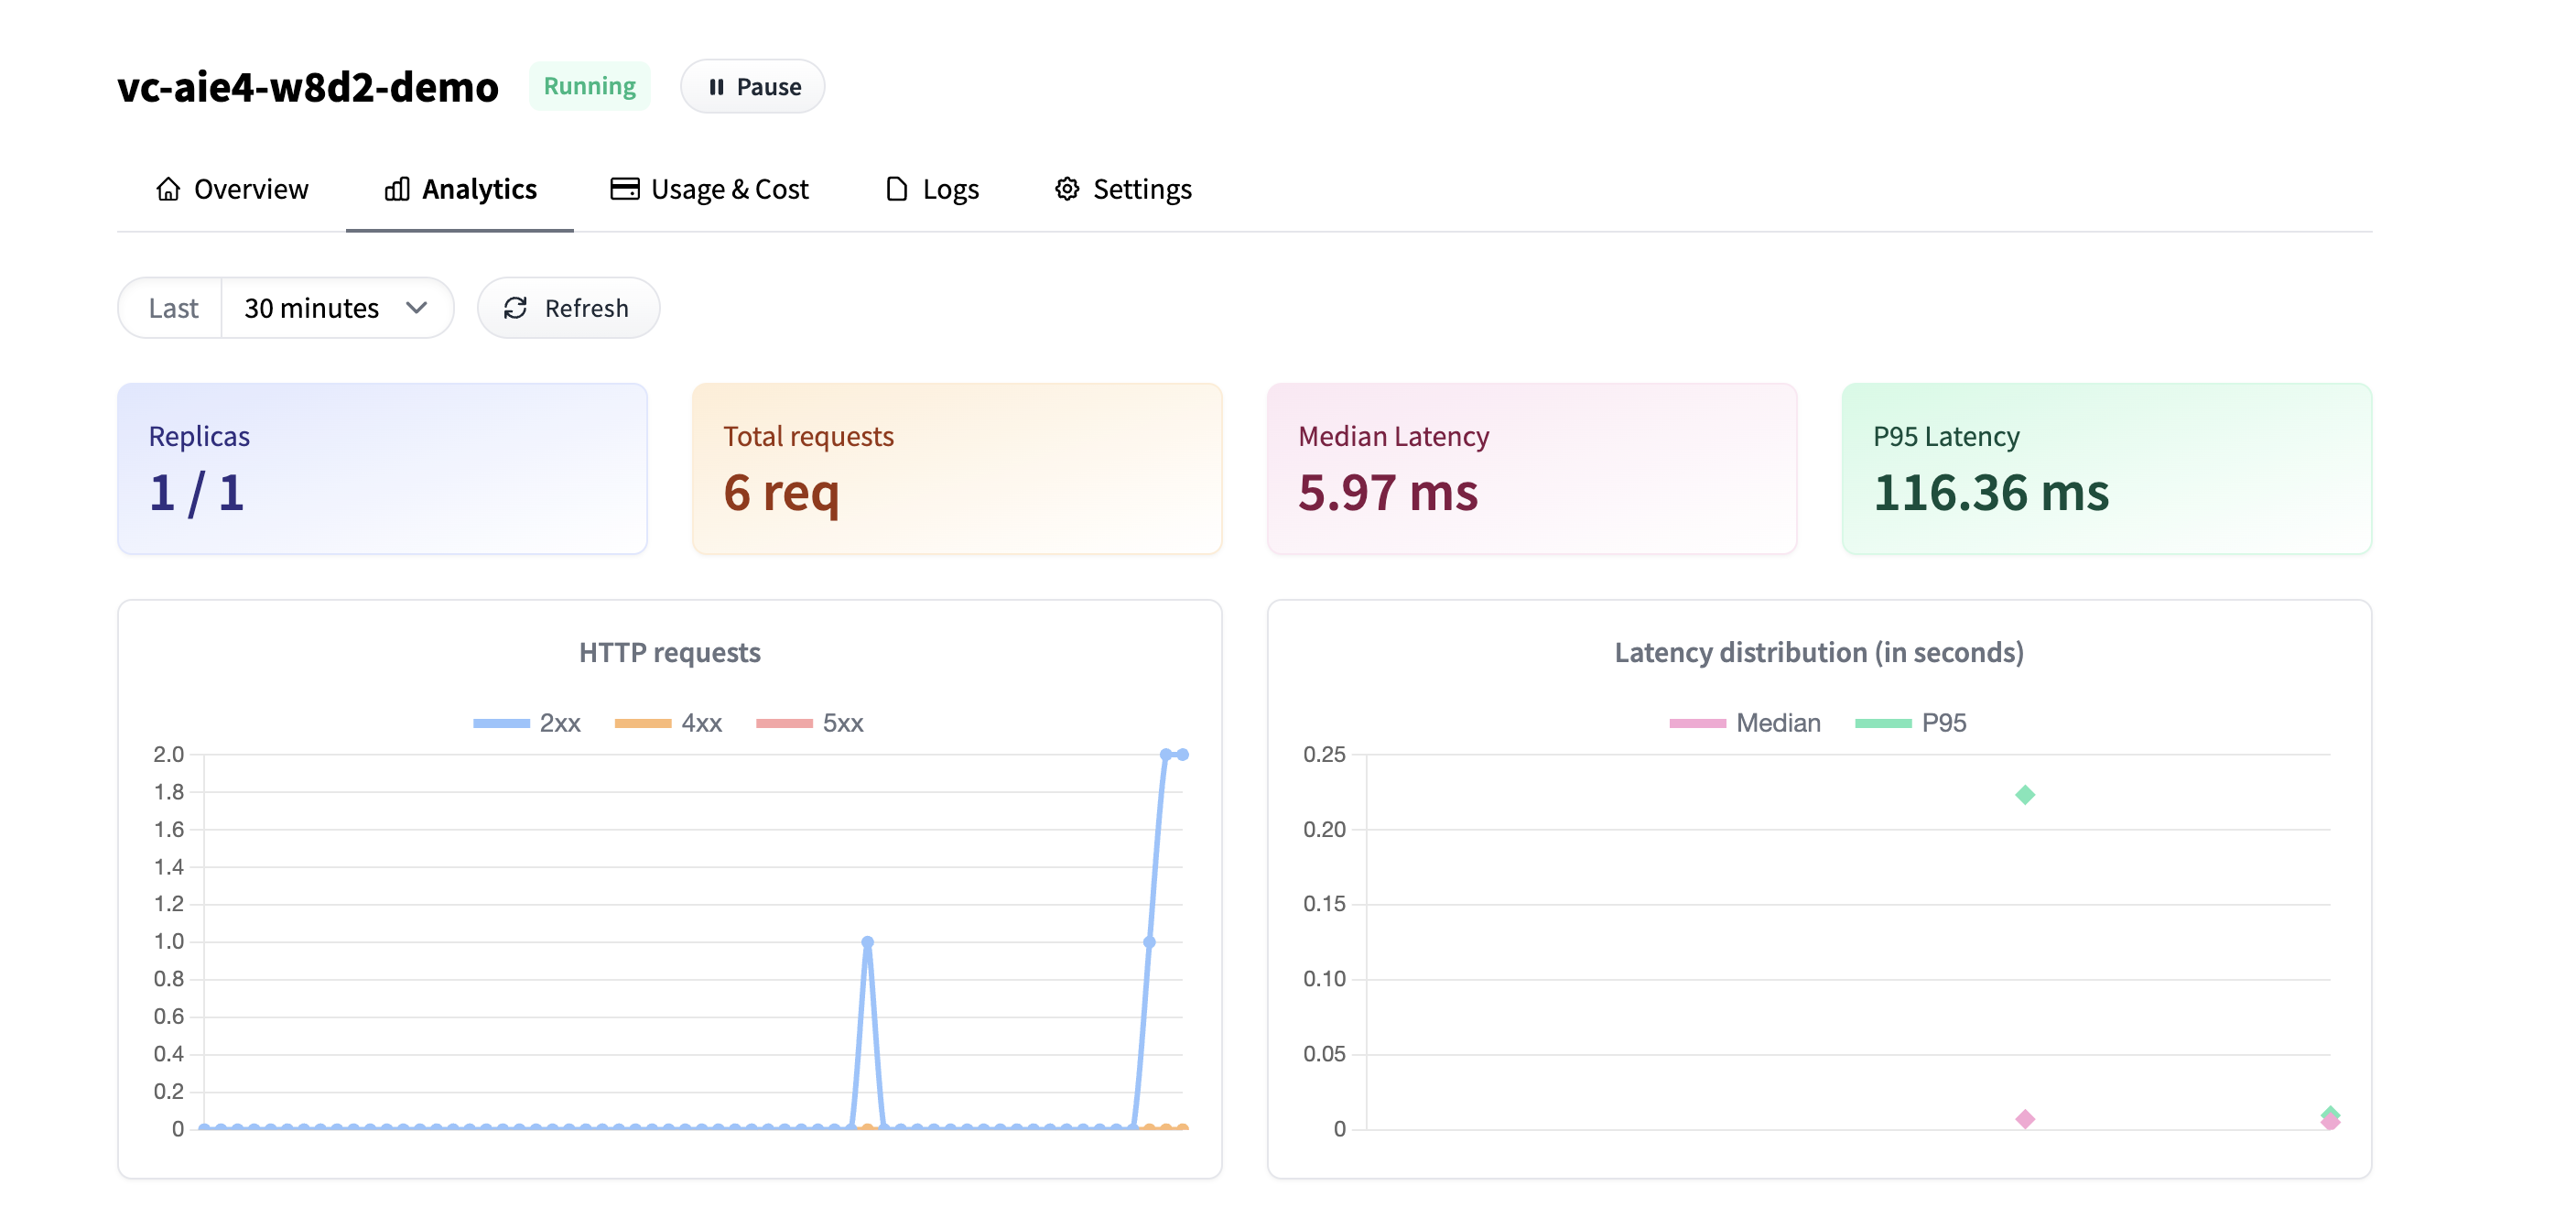 vc-aie4-w8d2-demo Running Pause
Overview Analytics Usage & Cost Logs Settings
Last 30 minutes Refresh
Replicas
1 / 1
Total requests
6 req
Median Latency
5.97 ms
P95 Latency
116.36 ms
HTTP requests
2xx 4xx 5xx
2.0
1.8
1.6
1.4
1.2
1.0
0.8
0.6
0.4
0.2
0
Latency distribution (in seconds)
Median P95
0.25
0.20
0.15
0.10
0.05
0